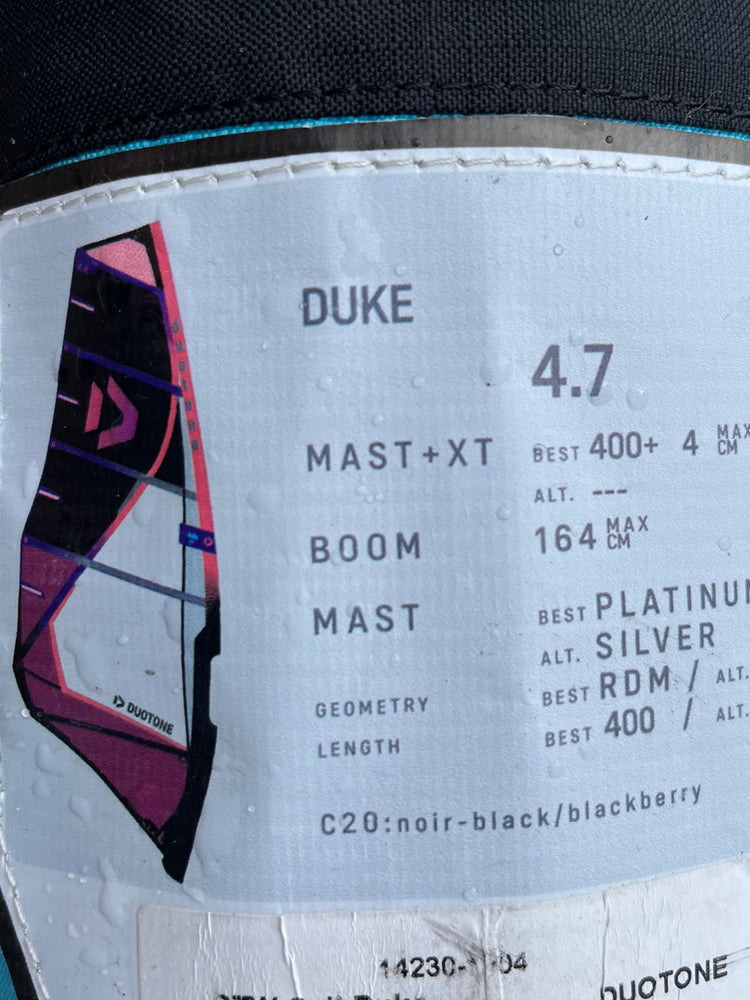 DUKE
4.7
MAST+XT BEST 400+ 4 MAX CM
ALT. ---
BOOM 164 MAX CM
MAST BEST PLATINUM
ALT. SILVER
GEOMETRY BEST RDM / ALT.
LENGTH BEST 400 / ALT.
C20:noir-black/blackberry
DUOTONE
DUOTONE